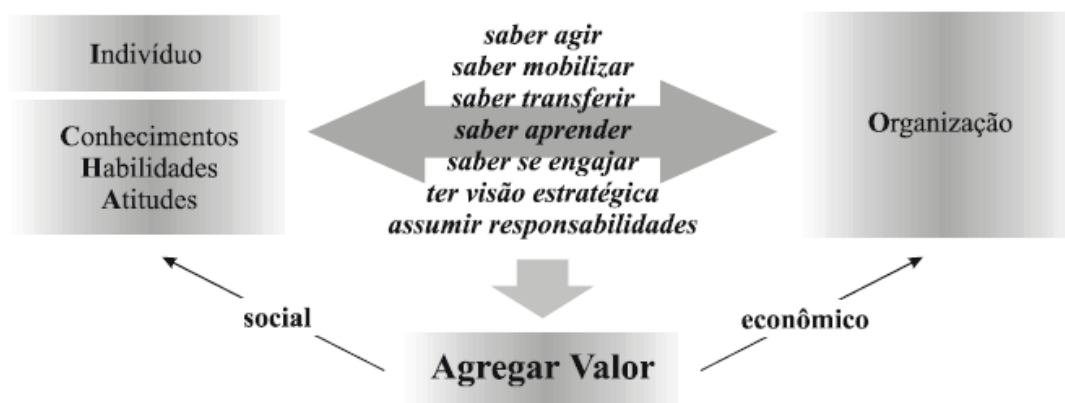 Indivíduo
Conhecimentos
Habilidades
Atitudes
saber agir
saber mobilizar
saber transferir
saber aprender
saber se engajar
ter visão estratégica
assumir responsabilidades
Organização
social
econômico
Agregar Valor